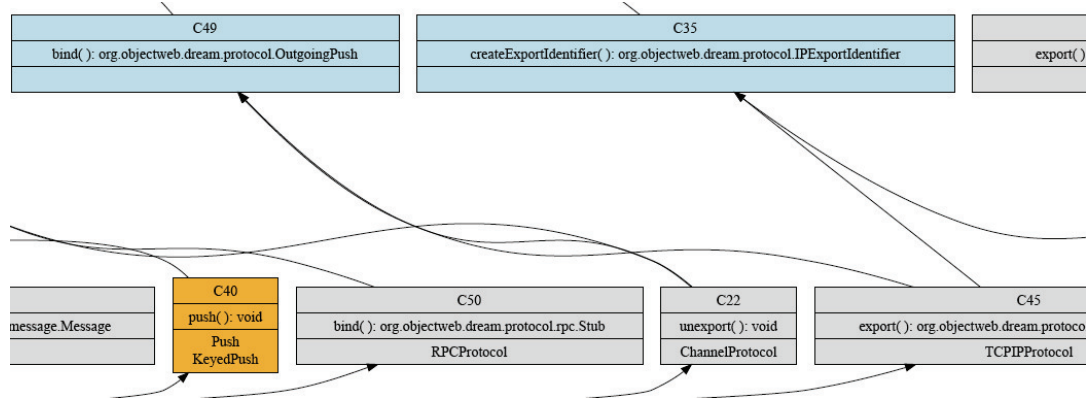 C49
bind( ): org.objectweb.dream.protocol.OutgoingPush
C35
createExportIdentifier( ): org.objectweb.dream.protocol.IPExportIdentifier
export( )
message.Message
C40
push( ): void
Push
KeyedPush
C50
bind( ): org.objectweb.dream.protocol.rpc.Stub
RPCProtocol
C22
unexport( ): void
ChannelProtocol
C45
export( ): org.objectweb.dream.protoco
TCPIPProtocol